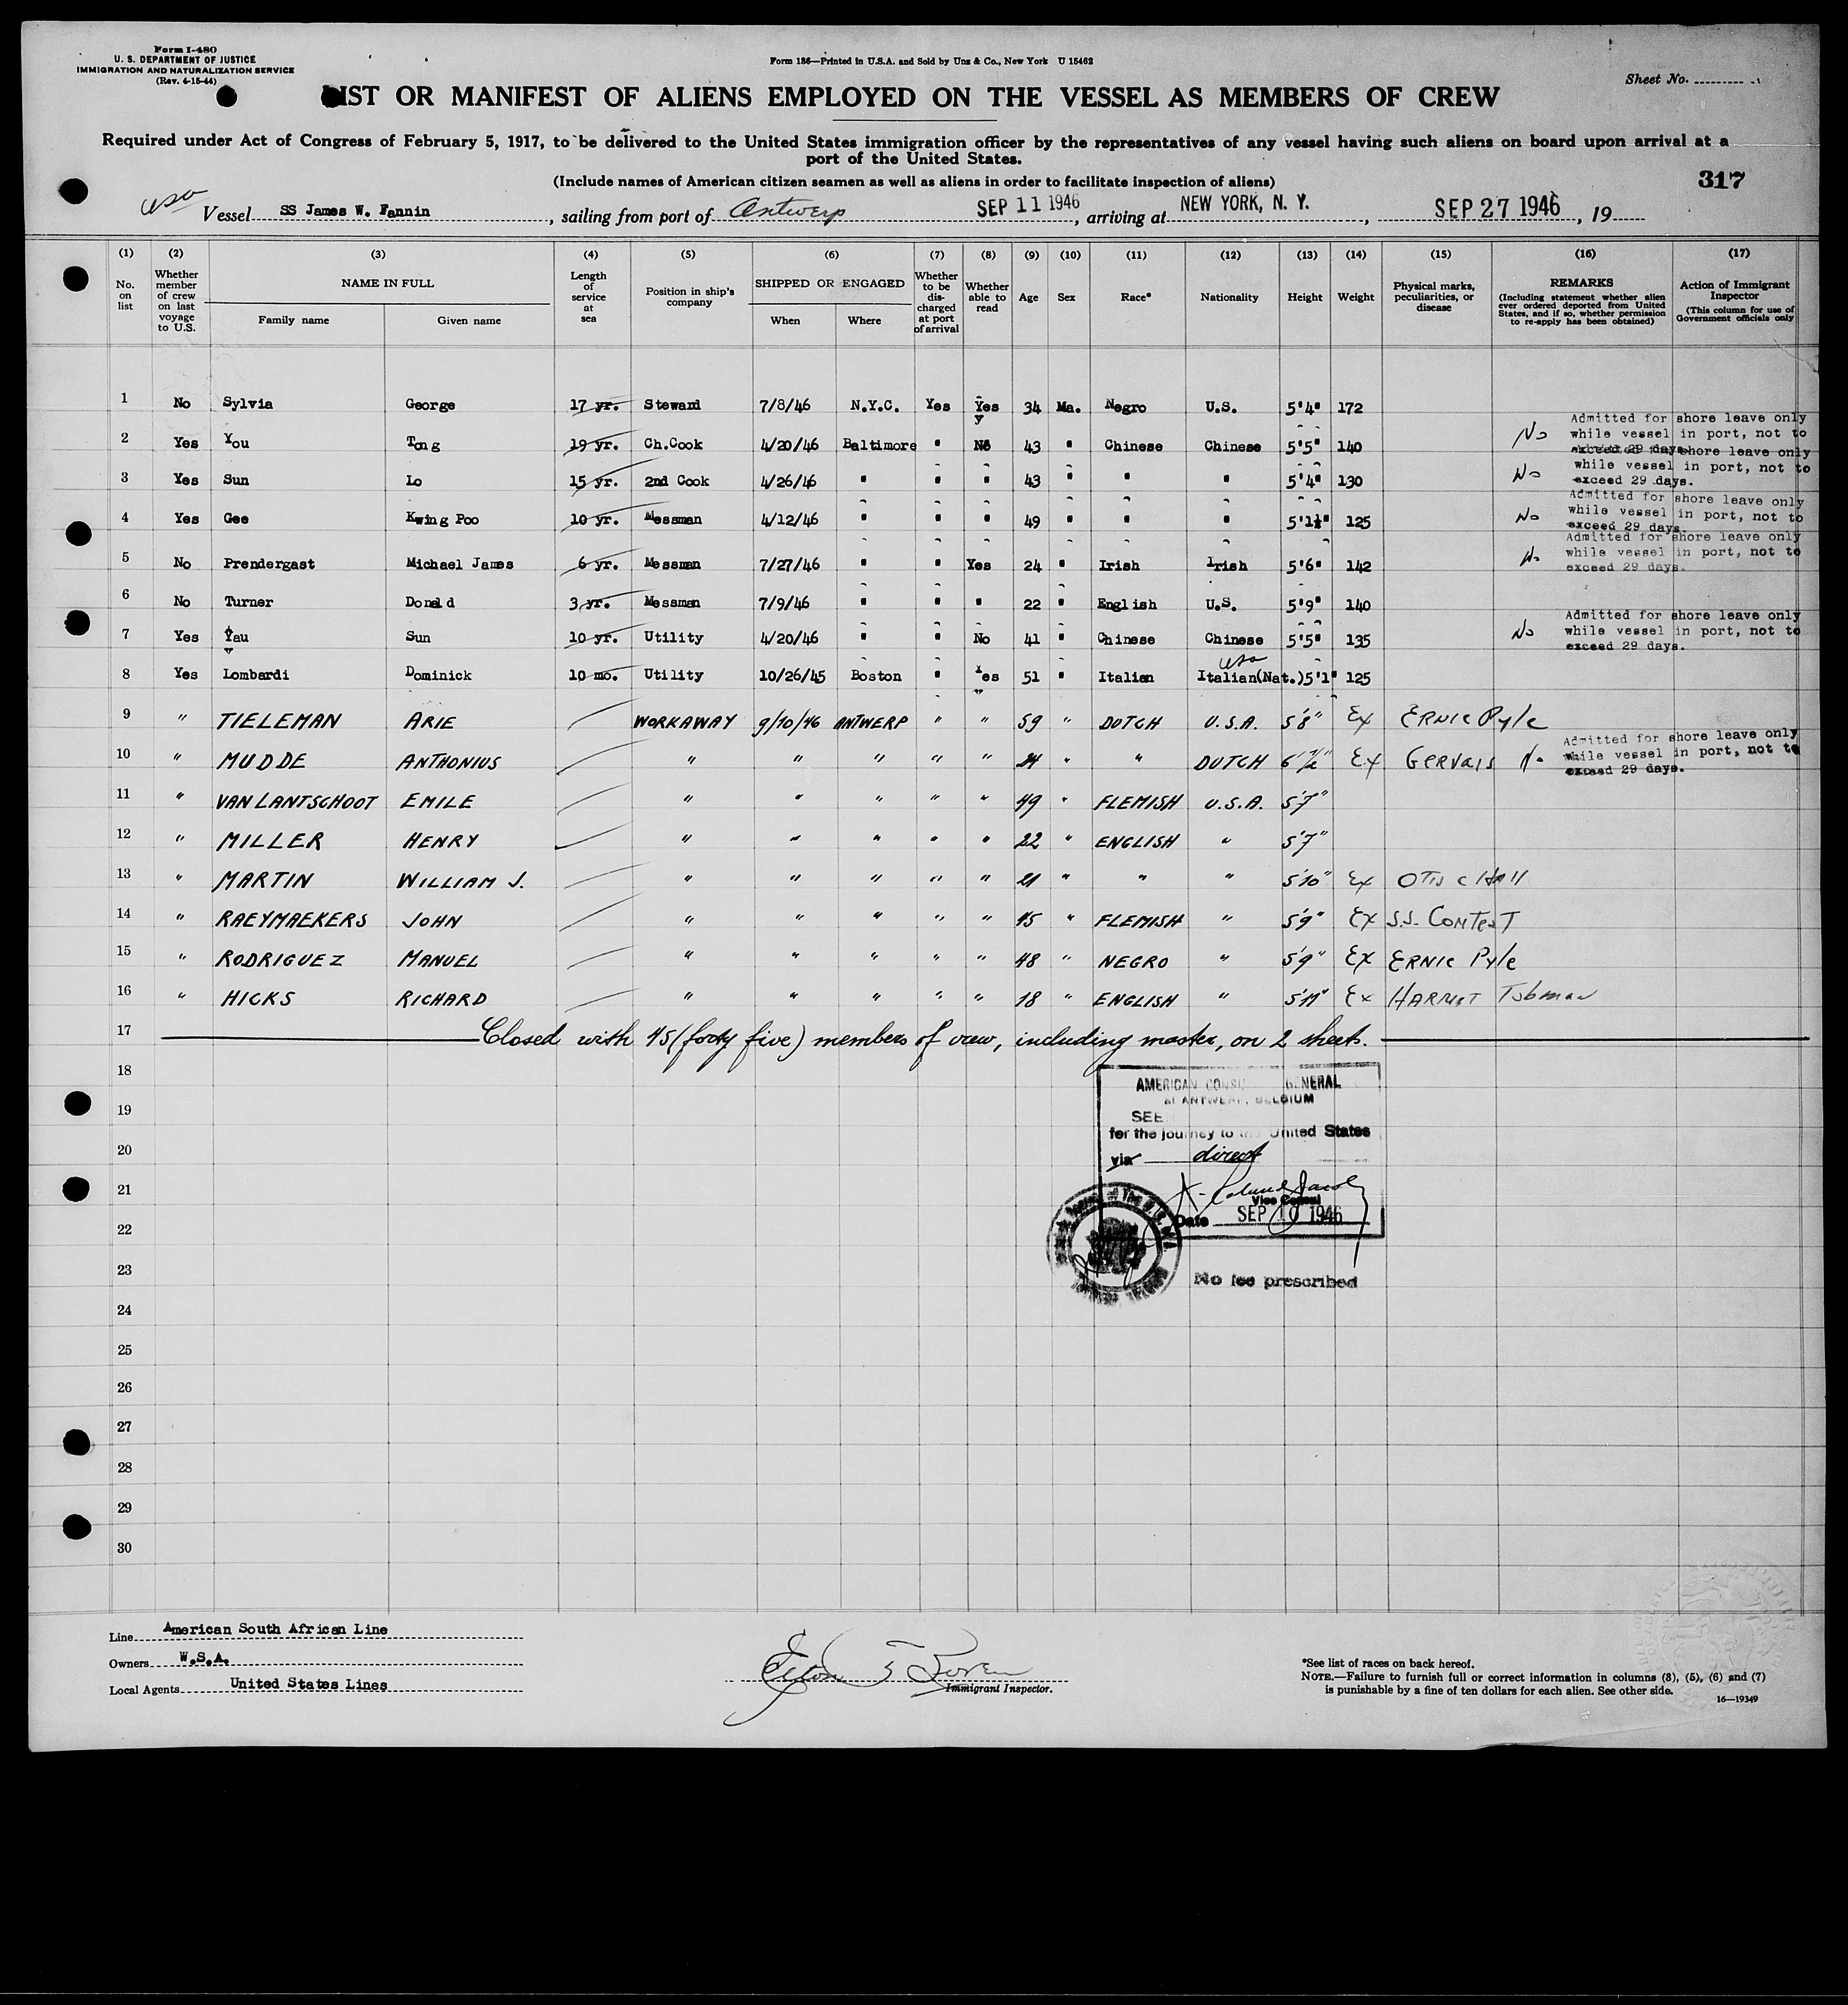 Form I-480
U. S. DEPARTMENT OF JUSTICE
IMMIGRATION AND NATURALIZATION SERVICE
(Rev. 4-15-44)
Form 186—Printed in U.S.A. and Sold by Unz & Co., New York U 15462
Sheet No.
LIST OR MANIFEST OF ALIENS EMPLOYED ON THE VESSEL AS MEMBERS OF CREW
Required under Act of Congress of February 5, 1917, to be delivered to the United States immigration officer by the representatives of any vessel having such aliens on board upon arrival at a
port of the United States.
(Include names of American citizen seamen as well as aliens in order to facilitate inspection of aliens)
317
usa Vessel SS James W. Fannin, sailing from port of Antwerp SEP 11 1946, arriving at NEW YORK, N. Y., SEP 27 1946, 19
(1) (2) (3) (4) (5) (6) (7) (8) (9) (10) (11) (12) (13) (14) (15) (16) (17)
No. on list
Whether member of crew on last voyage to U.S.
NAME IN FULL
Family name
Given name
Length of service at sea
Position in ship's company
SHIPPED OR ENGAGED
When
Where
Whether to be discharged at port of arrival
Whether able to read
Age
Sex
Race*
Nationality
Height
Weight
Physical marks, peculiarities, or disease
REMARKS
(Including statement whether alien ever ordered deported from United States, and if so, whether permission to re-apply has been obtained)
Action of Immigrant Inspector
(This column for use of Government officials only
1 No Sylvia George 17 yr. Steward 7/8/46 N.Y.C. Yes Yes 34 Ma. Negro U.S. 5'4" 172
2 Yes You Tong 19 yr. Ch.Cook 4/20/46 Baltimore " No 43 " Chinese Chinese 5'5" 140 No Admitted for shore leave only while vessel in port, not to exceed 29 days.
3 Yes Sun Lo 15 yr. 2nd Cook 4/26/46 " " " 43 " " " 5'4" 130 No Admitted for shore leave only while vessel in port, not to exceed 29 days.
4 Yes Gee Kwing Poo 10 yr. Messman 4/12/46 " " " 49 " " " 5'1½" 125 No Admitted for shore leave only while vessel in port, not to exceed 29 days.
5 No Prendergast Michael James 6 yr. Messman 7/27/46 " " Yes 24 " Irish Irish 5'6" 142 No Admitted for shore leave only while vessel in port, not to exceed 29 days.
6 No Turner Donald 3 yr. Messman 7/9/46 " " " 22 " English U.S. 5'9" 140
7 Yes Yau Sun 10 yr. Utility 4/20/46 " " No 41 " Chinese Chinese 5'5" 135 No Admitted for shore leave only while vessel in port, not to exceed 29 days.
8 Yes Lombardi Dominick 10 mo. Utility 10/26/45 Boston " Yes 51 " Italian usa Italian(Nat.) 5'1" 125
9 " TIELEMAN ARIE WORKAWAY 9/10/46 ANTWERP " " 59 " DUTCH U.S.A. 5'8" Ex ERNIE Pyle
10 " MUDDE ANTHONIUS " " " " " 24 " " DUTCH Ex GERVAIS No Admitted for shore leave only while vessel in port, not to exceed 29 days.
11 " VAN LANTSCHOOT EMILE " " " " " 49 " FLEMISH U.S.A. 5'7"
12 " MILLER HENRY " " " " " 22 " ENGLISH " 5'7"
13 " MARTIN WILLIAM J. " " " " " 21 " " " 5'10" Ex OTIS C HALL
14 " RAEYMAEKERS JOHN " " " " " 45 " FLEMISH " 5'9" Ex S.S. CONTEST
15 " RODRIGUEZ MANUEL " " " " " 48 " NEGRO " 5'9" Ex ERNIE Pyle
16 " HICKS RICHARD " " " " " 18 " ENGLISH " 5'11" Ex HARRIET Tubman
17 Closed with 45 (forty five) members of crew, including master, on 2 sheets.
18
19
20
21
22
23
24
25
26
27
28
29
30
AMERICAN CONSU GENERAL
at ANTWERP, BELGIUM
SEEN
for the journey to the United States
via direct
Vice Consul
Date SEP 10 1946
No fee prescribed
Line American South African Line
Owners W.S.A.
Local Agents United States Lines
Immigrant Inspector.
*See list of races on back hereof.
NOTE.—Failure to furnish full or correct information in columns (3), (5), (6) and (7)
is punishable by a fine of ten dollars for each alien. See other side.
16—19349